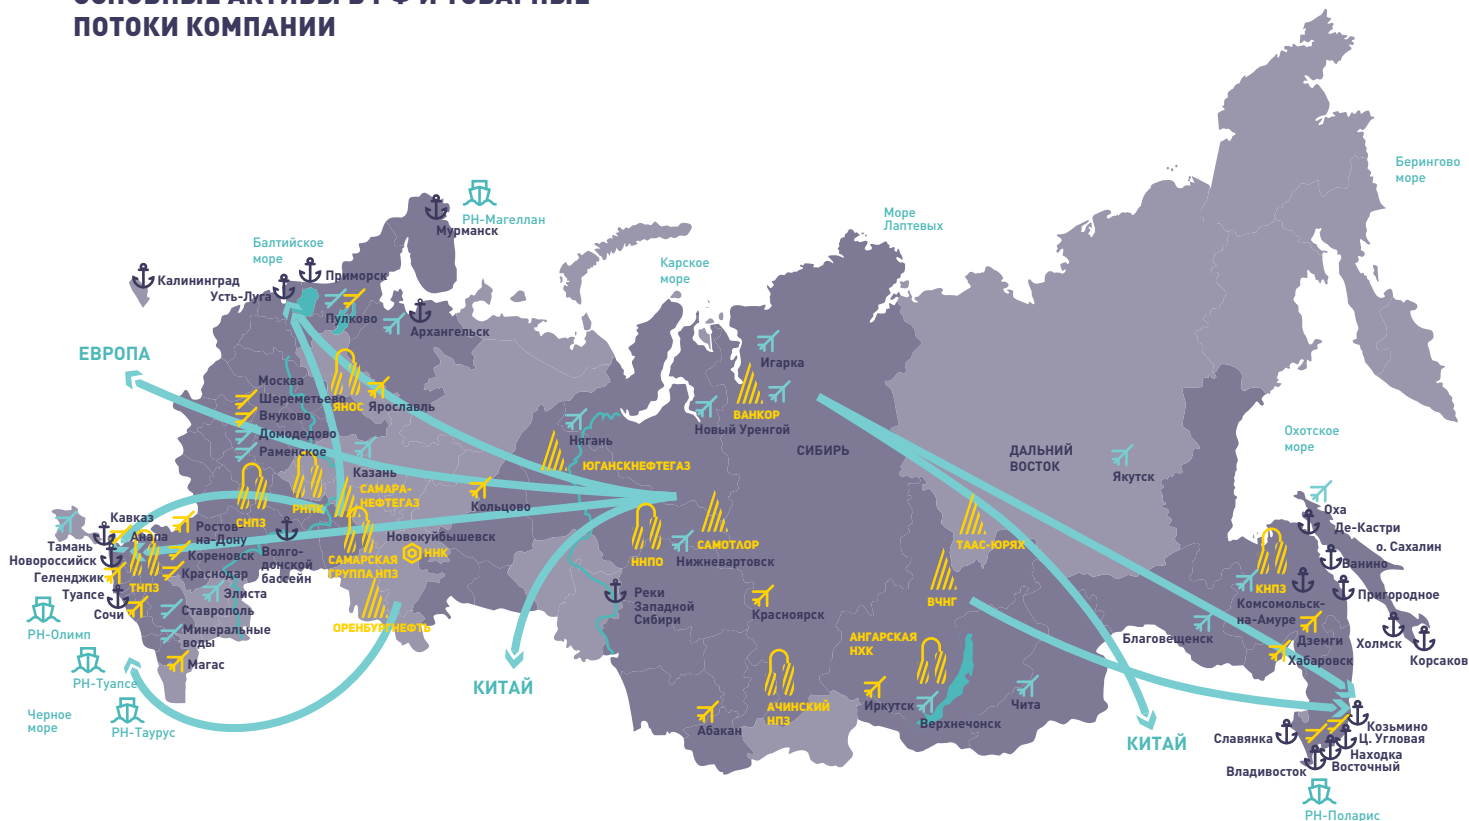 ОСНОВНЫЕ АКТИВЫ В РФ И ТОВАРНЫЕ
ПОТОКИ КОМПАНИИ
Берингово
море
Море
Лаптевых
РН-Магеллан
Мурманск
Балтийское
море
Карское
море
Калининград
Приморск
Усть-Луга
Пулково
Архангельск
ЕВРОПА
Игарка
Москва
Шереметьево
Внуково
Домодедово
Раменское
ЯНОС
Ярославль
ВАНКОР
Новый Уренгой
Нягань
СИБИРЬ
ДАЛЬНИЙ
ВОСТОК
Охотское
море
Якутск
ЮГАНСКНЕФТЕГАЗ
Казань
САМАРА-
НЕФТЕГАЗ
Кольцово
РНПК
СНПЗ
Кавказ
Анапа
Тамань
Новороссийск
Геленджик
Туапсе
Сочи
ТНПЗ
Ростов-
на-Дону
Кореновск
Краснодар
Элиста
Ставрополь
Минеральные
воды
Магас
Волго-
донской
бассейн
Новокуйбышевск
ННК
САМАРСКАЯ
ГРУППА НПЗ
ОРЕНБУРГНЕФТЬ
ННПО
САМОТЛОР
Нижневартовск
Реки
Западной
Сибири
Красноярск
ТААС-ЮРЯХ
ВЧНГ
АНГАРСКАЯ
НХК
Оха
Де-Кастри
о. Сахалин
Ванино
Пригородное
КНПЗ
Комсомольск-
на-Амуре
Дземги
Хабаровск
Холмск
Корсаков
Благовещенск
РН-Олимп
РН-Туапсе
РН-Таурус
Черное
море
КИТАЙ
Абакан
АЧИНСКИЙ
НПЗ
Иркутск
Верхнечонск
Чита
КИТАЙ
Славянка
Козьмино
Ц. Угловая
Находка
Восточный
Владивосток
РН-Поларис